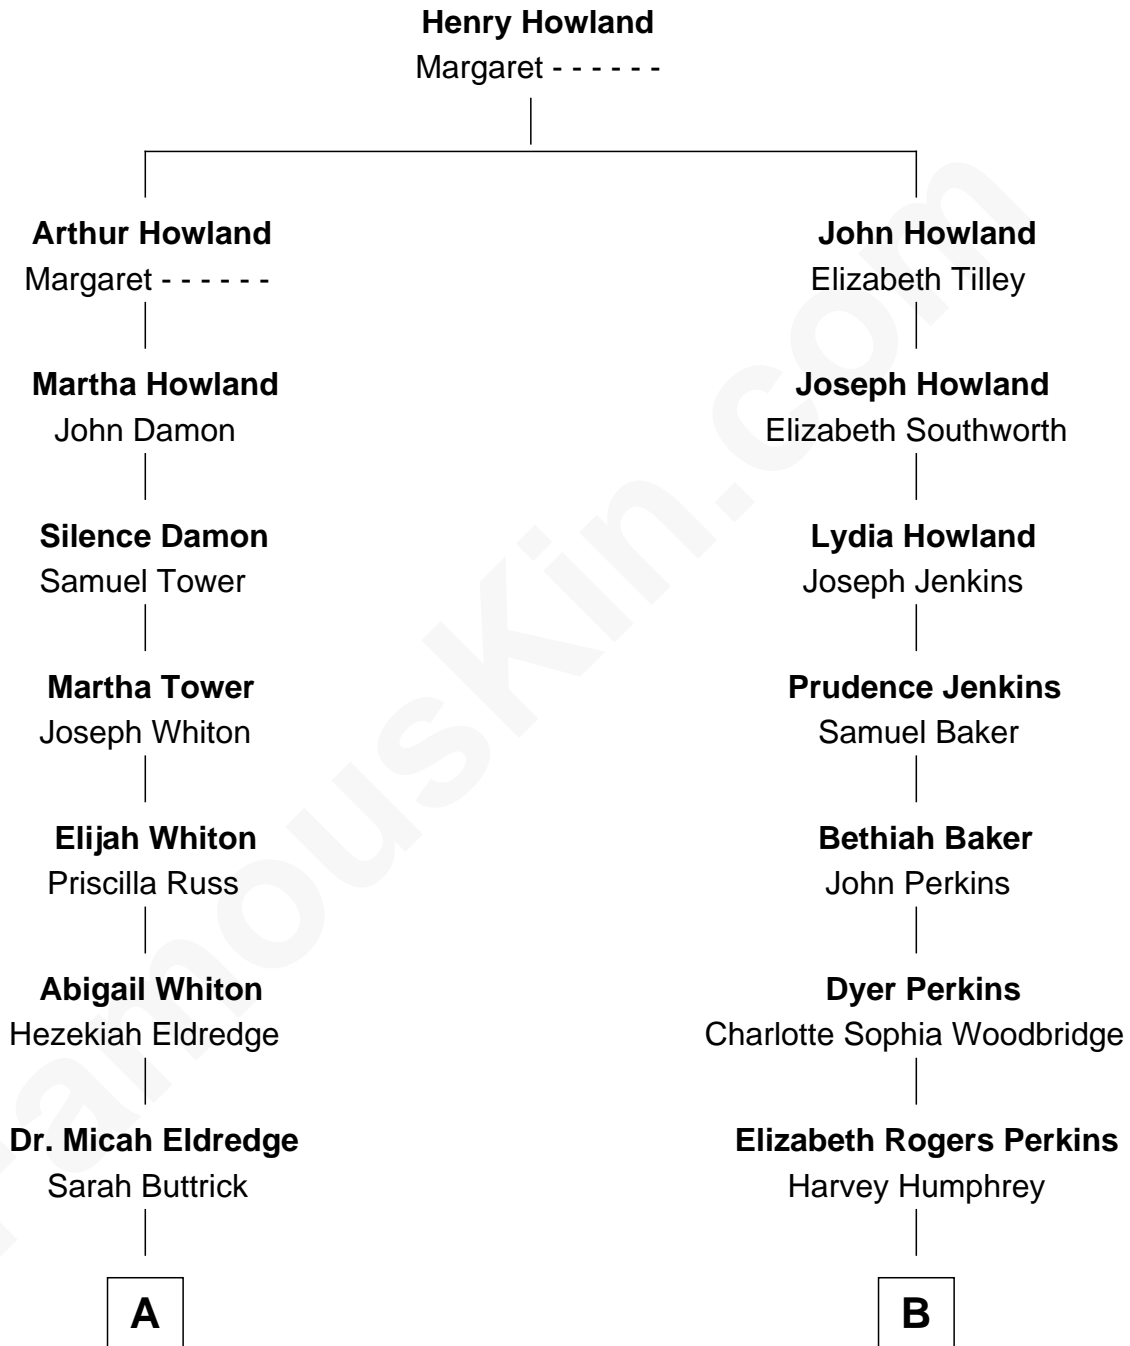 Henry Howland
Margaret - - - - - -
Arthur Howland
Margaret - - - - - -
John Howland
Elizabeth Tilley
Martha Howland
John Damon
Joseph Howland
Elizabeth Southworth
Silence Damon
Samuel Tower
Lydia Howland
Joseph Jenkins
Martha Tower
Joseph Whiton
Prudence Jenkins
Samuel Baker
Elijah Whiton
Priscilla Russ
Bethiah Baker
John Perkins
Abigail Whiton
Hezekiah Eldredge
Dyer Perkins
Charlotte Sophia Woodbridge
Dr. Micah Eldredge
Sarah Buttrick
Elizabeth Rogers Perkins
Harvey Humphrey
A
B
FamousKin.com